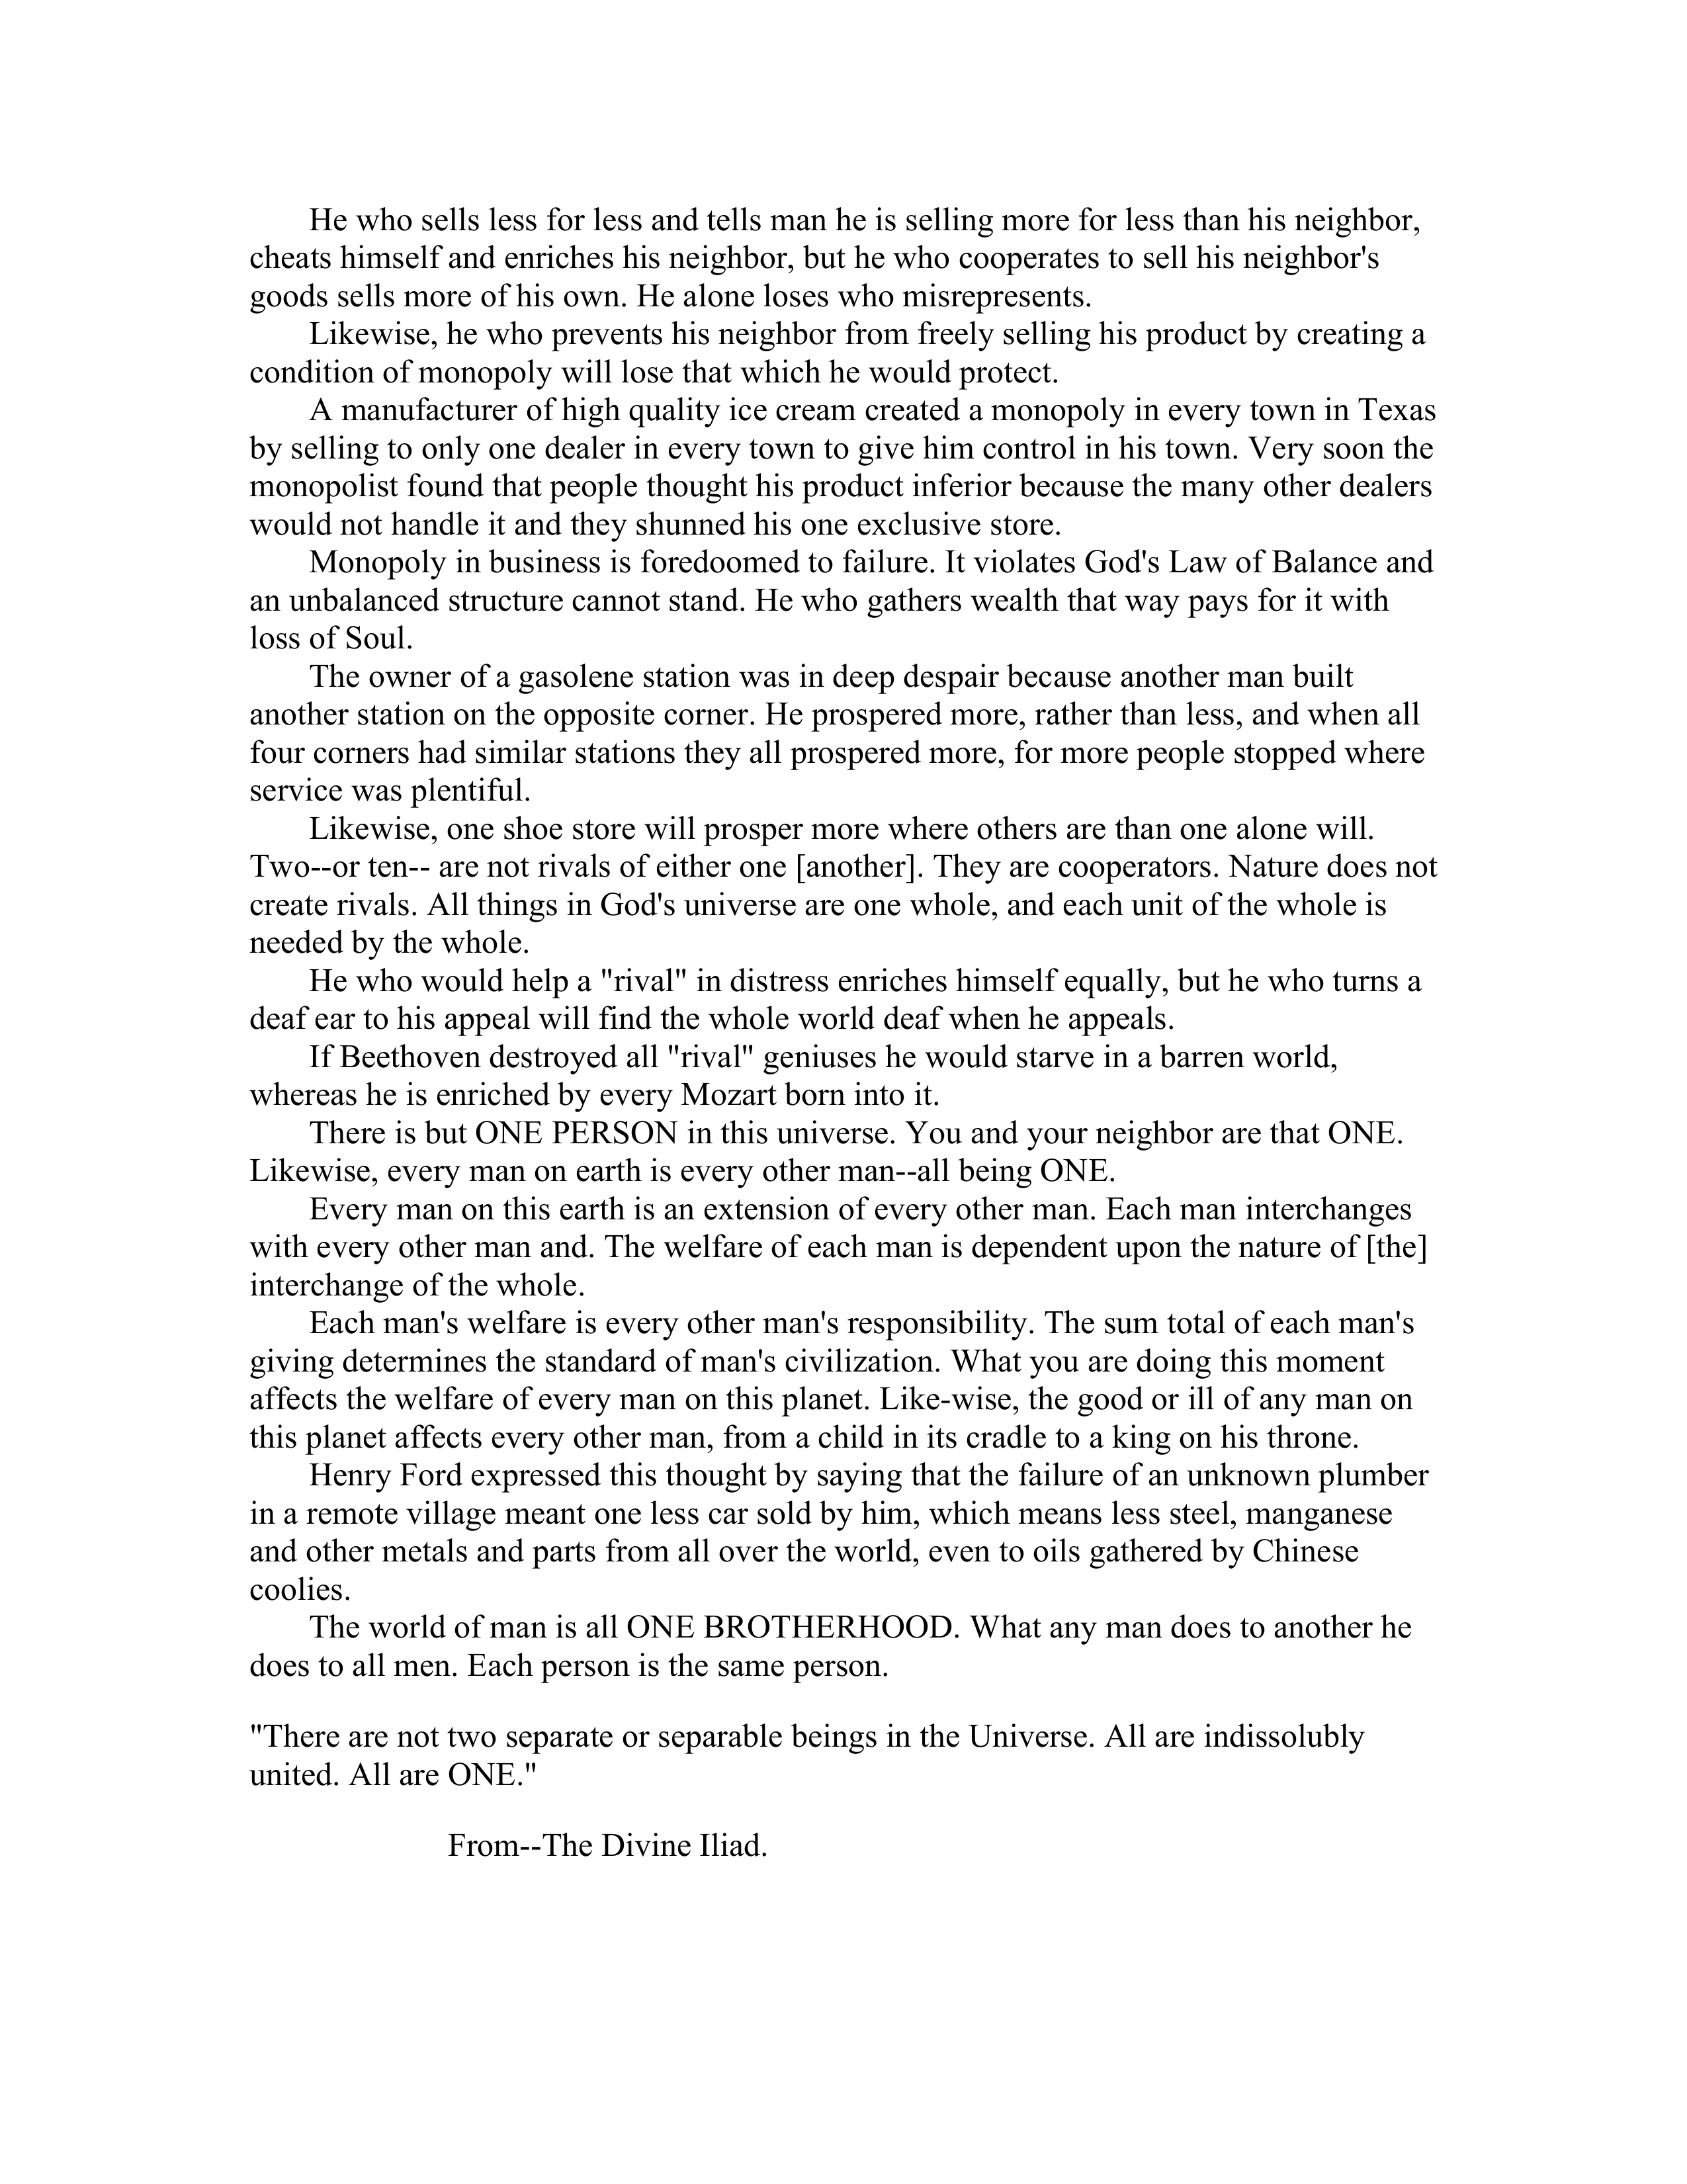 He who sells less for less and tells man he is selling more for less than his neighbor,
cheats himself and enriches his neighbor, but he who cooperates to sell his neighbor's
goods sells more of his own. He alone loses who misrepresents.
Likewise, he who prevents his neighbor from freely selling his product by creating a
condition of monopoly will lose that which he would protect.
A manufacturer of high quality ice cream created a monopoly in every town in Texas
by selling to only one dealer in every town to give him control in his town. Very soon the
monopolist found that people thought his product inferior because the many other dealers
would not handle it and they shunned his one exclusive store.
Monopoly in business is foredoomed to failure. It violates God's Law of Balance and
an unbalanced structure cannot stand. He who gathers wealth that way pays for it with
loss of Soul.
The owner of a gasolene station was in deep despair because another man built
another station on the opposite corner. He prospered more, rather than less, and when all
four corners had similar stations they all prospered more, for more people stopped where
service was plentiful.
Likewise, one shoe store will prosper more where others are than one alone will.
Two--or ten-- are not rivals of either one [another]. They are cooperators. Nature does not
create rivals. All things in God's universe are one whole, and each unit of the whole is
needed by the whole.
He who would help a "rival" in distress enriches himself equally, but he who turns a
deaf ear to his appeal will find the whole world deaf when he appeals.
If Beethoven destroyed all "rival" geniuses he would starve in a barren world,
whereas he is enriched by every Mozart born into it.
There is but ONE PERSON in this universe. You and your neighbor are that ONE.
Likewise, every man on earth is every other man--all being ONE.
Every man on this earth is an extension of every other man. Each man interchanges
with every other man and. The welfare of each man is dependent upon the nature of [the]
interchange of the whole.
Each man's welfare is every other man's responsibility. The sum total of each man's
giving determines the standard of man's civilization. What you are doing this moment
affects the welfare of every man on this planet. Like-wise, the good or ill of any man on
this planet affects every other man, from a child in its cradle to a king on his throne.
Henry Ford expressed this thought by saying that the failure of an unknown plumber
in a remote village meant one less car sold by him, which means less steel, manganese
and other metals and parts from all over the world, even to oils gathered by Chinese
coolies.
The world of man is all ONE BROTHERHOOD. What any man does to another he
does to all men. Each person is the same person.
"There are not two separate or separable beings in the Universe. All are indissolubly
united. All are ONE."
From--The Divine Iliad.